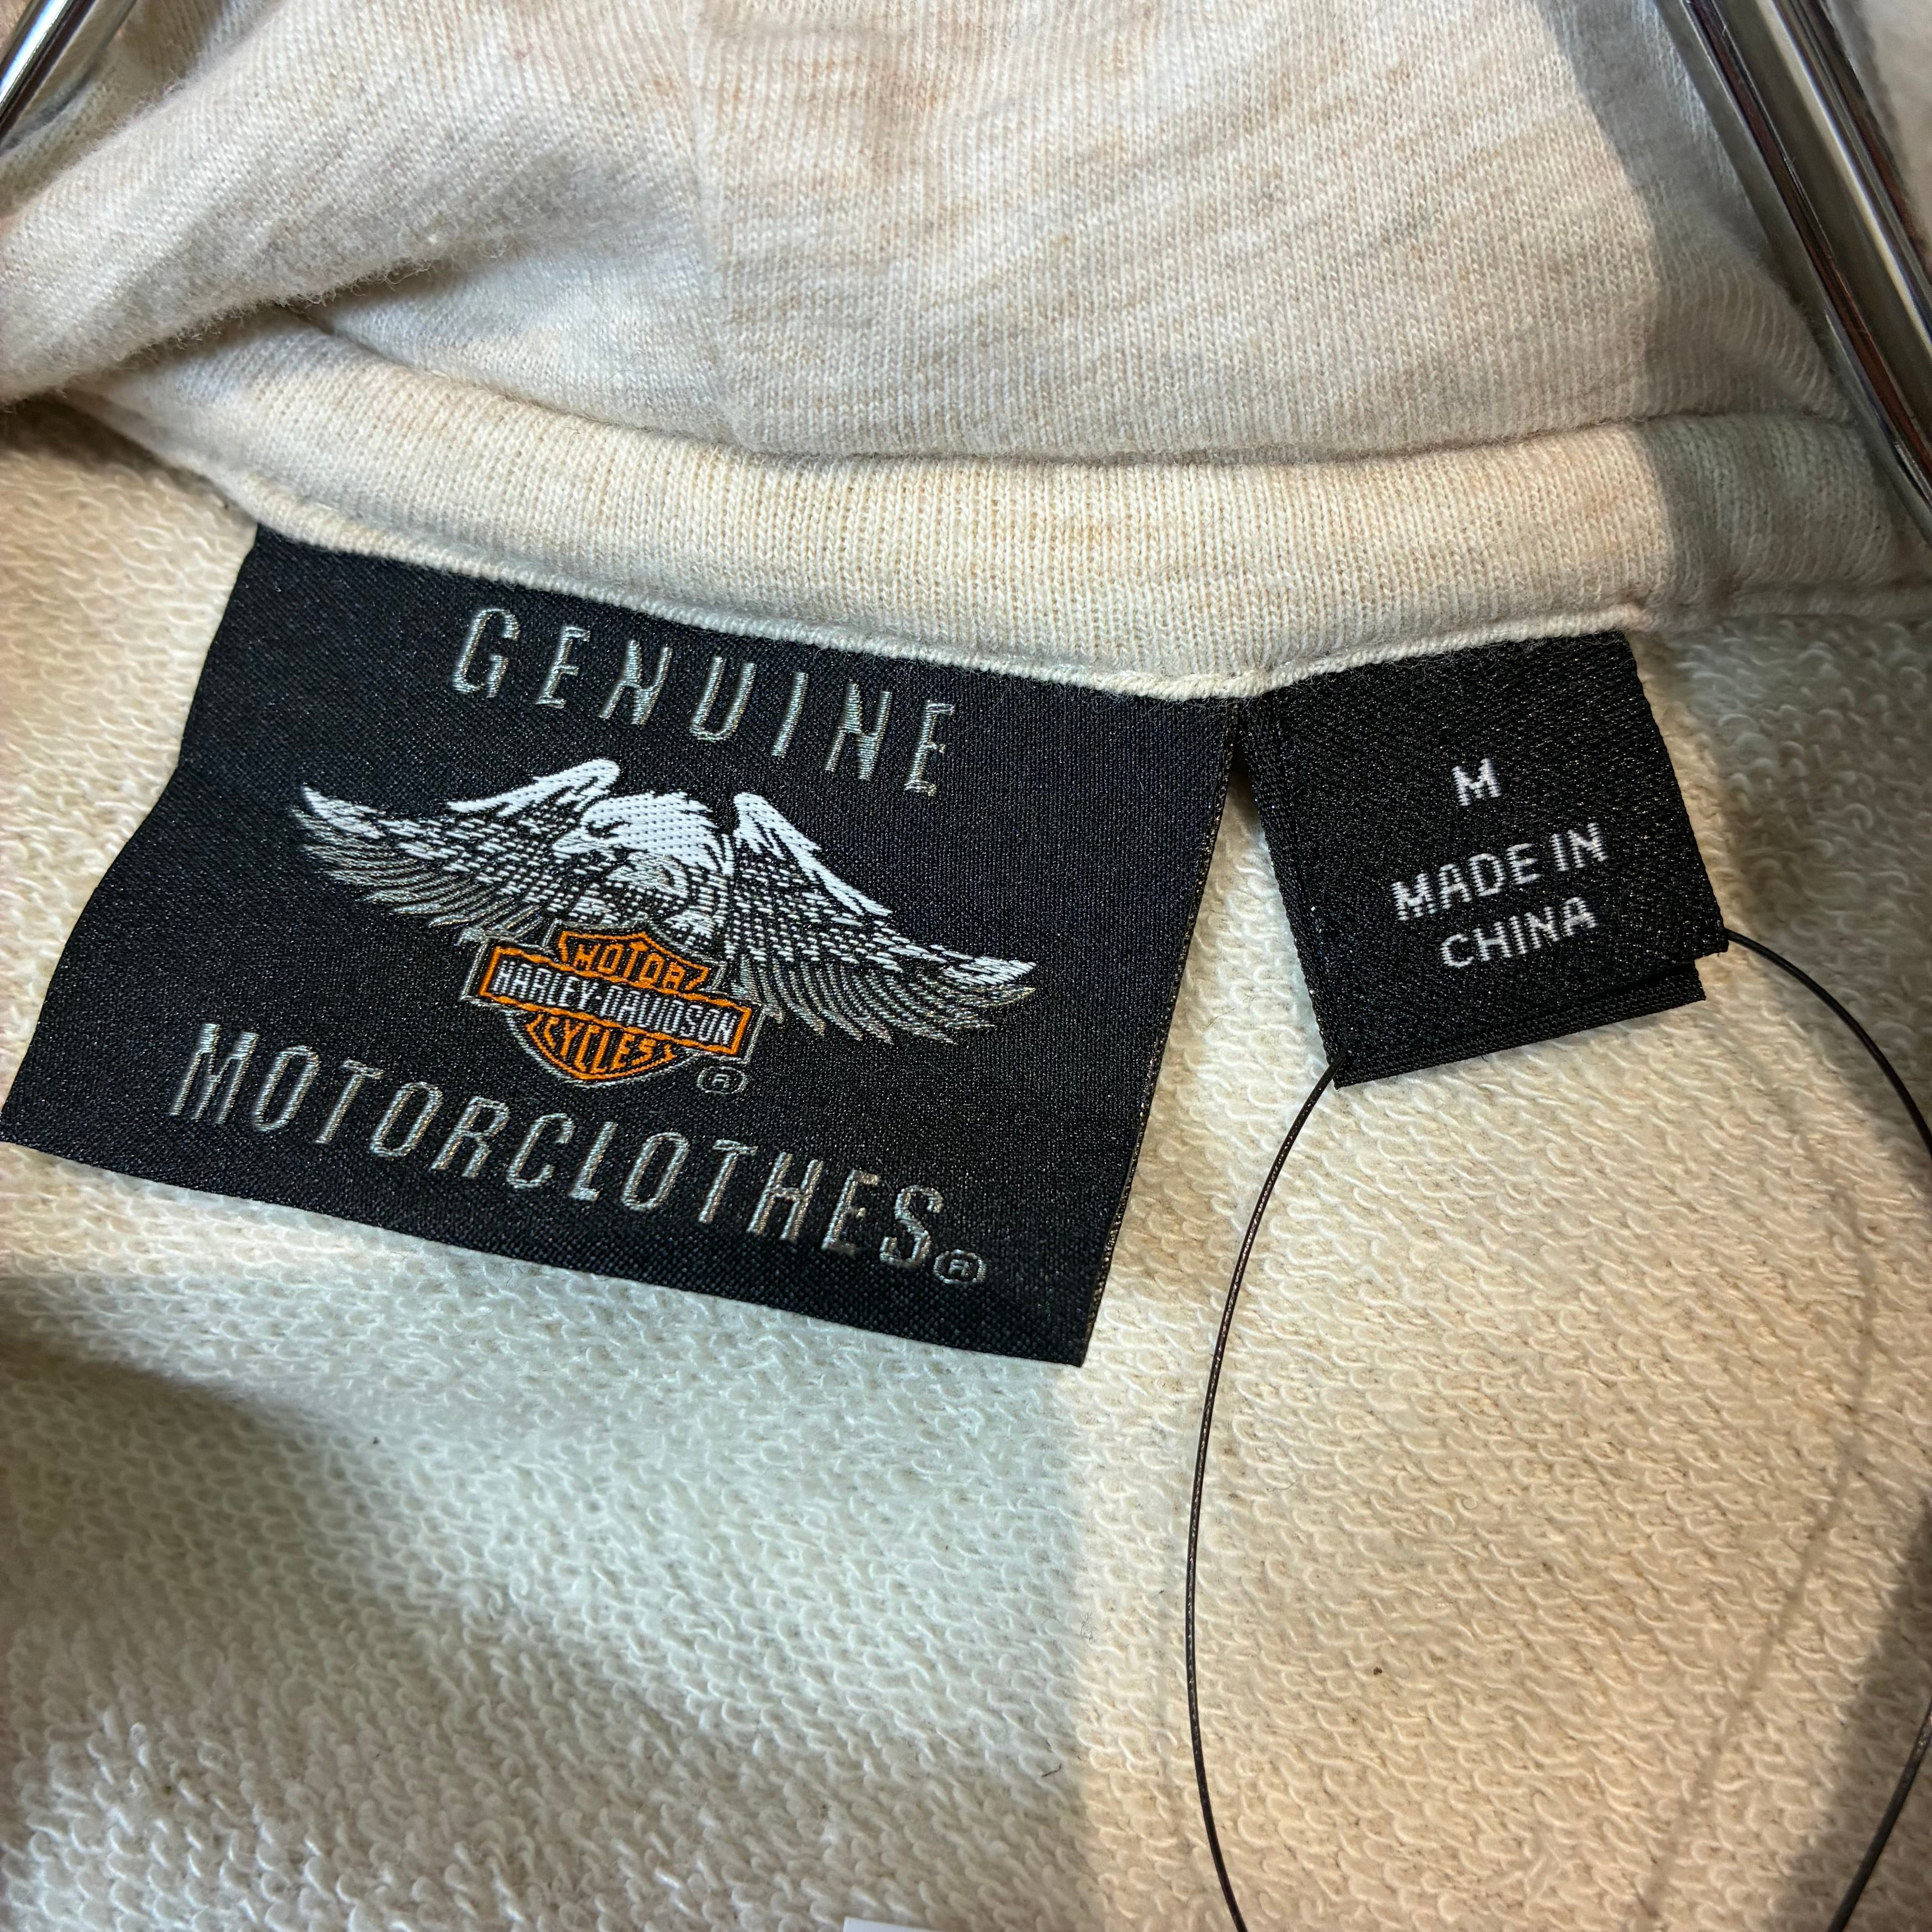 GENUINE
MOTOR
HARLEY-DAVIDSON
CYCLES
®
MOTORCLOTHES®
M
MADE IN
CHINA